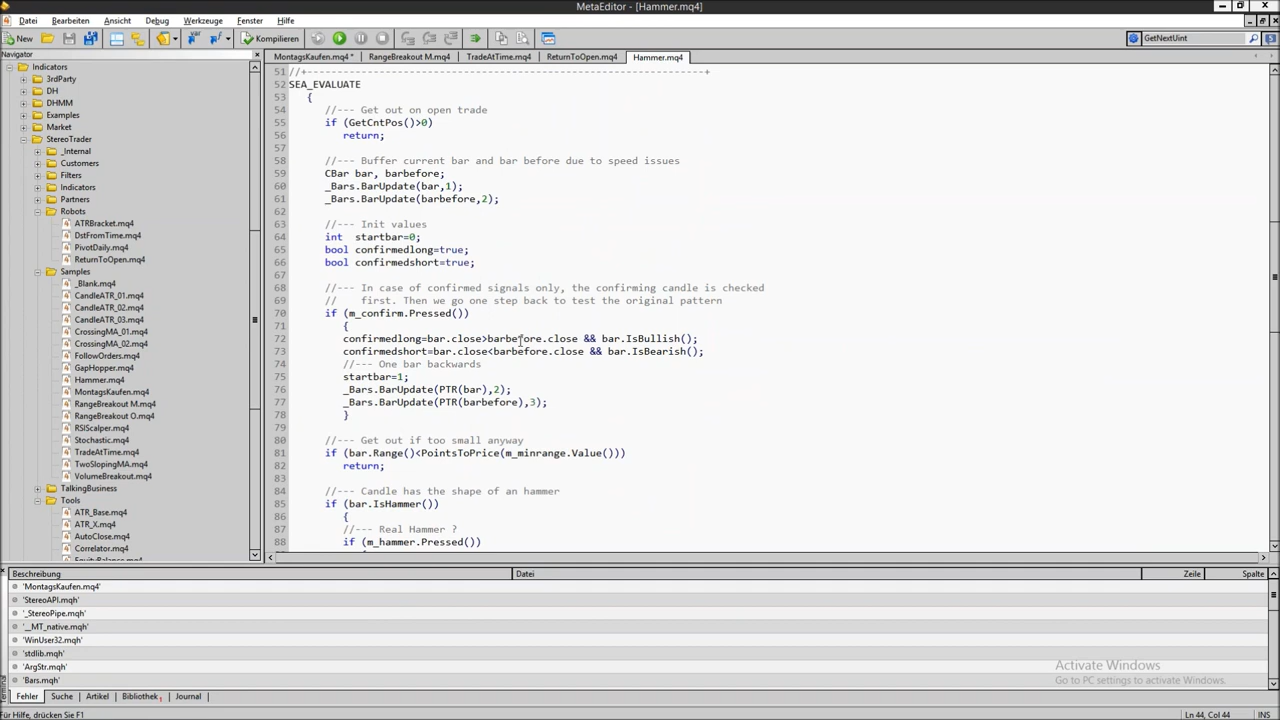 MetaEditor - [Hammer.mq4]
Datei Bearbeiten Ansicht Debug Werkzeuge Fenster Hilfe
New Kompilieren GetNextUint
Navigator
MontagsKaufen.mq4 * RangeBreakout M.mq4 TradeAtTime.mq4 ReturnToOpen.mq4 Hammer.mq4
Indicators
3rdParty
DH
DHMM
Examples
Market
StereoTrader
_Internal
Customers
Filters
Indicators
Partners
Robots
ATRBracket.mq4
DstFromTime.mq4
PivotDaily.mq4
ReturnToOpen.mq4
Samples
_Blank.mq4
CandleATR_01.mq4
CandleATR_02.mq4
CandleATR_03.mq4
CrossingMA_01.mq4
CrossingMA_02.mq4
FollowOrders.mq4
GapHopper.mq4
Hammer.mq4
MontagsKaufen.mq4
RangeBreakout M.mq4
RangeBreakout O.mq4
RSIScalper.mq4
Stochastic.mq4
TradeAtTime.mq4
TwoSlopingMA.mq4
VolumeBreakout.mq4
TalkingBusiness
Tools
ATR_Base.mq4
ATR_X.mq4
AutoClose.mq4
Correlator.mq4
EquityBalance.mq4
51 //+------------------------------------------------------------------+
52 SEA_EVALUATE
53 {
54 //--- Get out on open trade
55 if (GetCntPos()>0)
56 return;
57
58 //--- Buffer current bar and bar before due to speed issues
59 CBar bar, barbefore;
60 _Bars.BarUpdate(bar,1);
61 _Bars.BarUpdate(barbefore,2);
62
63 //--- Init values
64 int startbar=0;
65 bool confirmedlong=true;
66 bool confirmedshort=true;
67
68 //--- In case of confirmed signals only, the confirming candle is checked
69 // first. Then we go one step back to test the original pattern
70 if (m_confirm.Pressed())
71 {
72 confirmedlong=bar.close>barbefore.close && bar.IsBullish();
73 confirmedshort=bar.close<barbefore.close && bar.IsBearish();
74 //--- One bar backwards
75 startbar=1;
76 _Bars.BarUpdate(PTR(bar),2);
77 _Bars.BarUpdate(PTR(barbefore),3);
78 }
79
80 //--- Get out if too small anyway
81 if (bar.Range()<PointsToPrice(m_minrange.Value()))
82 return;
83
84 //--- Candle has the shape of an hammer
85 if (bar.IsHammer())
86 {
87 //--- Real Hammer ?
88 if (m_hammer.Pressed())
Beschreibung Datei Zeile Spalte
'MontagsKaufen.mq4'
'StereoAPI.mqh'
'_StereoPipe.mqh'
'__MT_native.mqh'
'WinUser32.mqh'
'stdlib.mqh'
'ArgStr.mqh'
'Bars.mqh'
Activate Windows
Go to PC settings to activate Windows.
Terminal
Fehler Suche Artikel Bibliothek Journal
Für Hilfe, drücken Sie F1 Ln 44, Col 44 INS